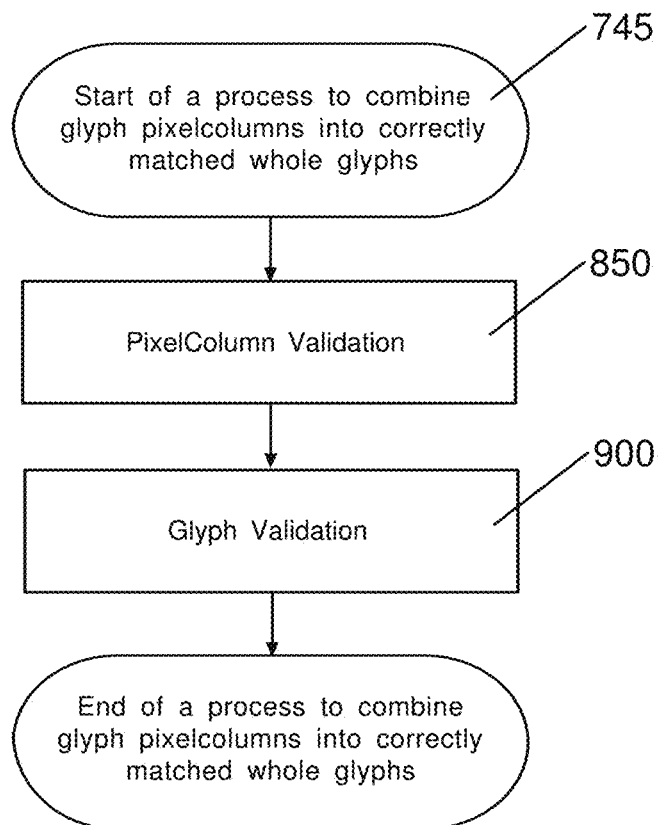 745
Start of a process to combine
glyph pixelcolumns into correctly
matched whole glyphs
850
PixelColumn Validation
900
Glyph Validation
End of a process to combine
glyph pixelcolumns into correctly
matched whole glyphs